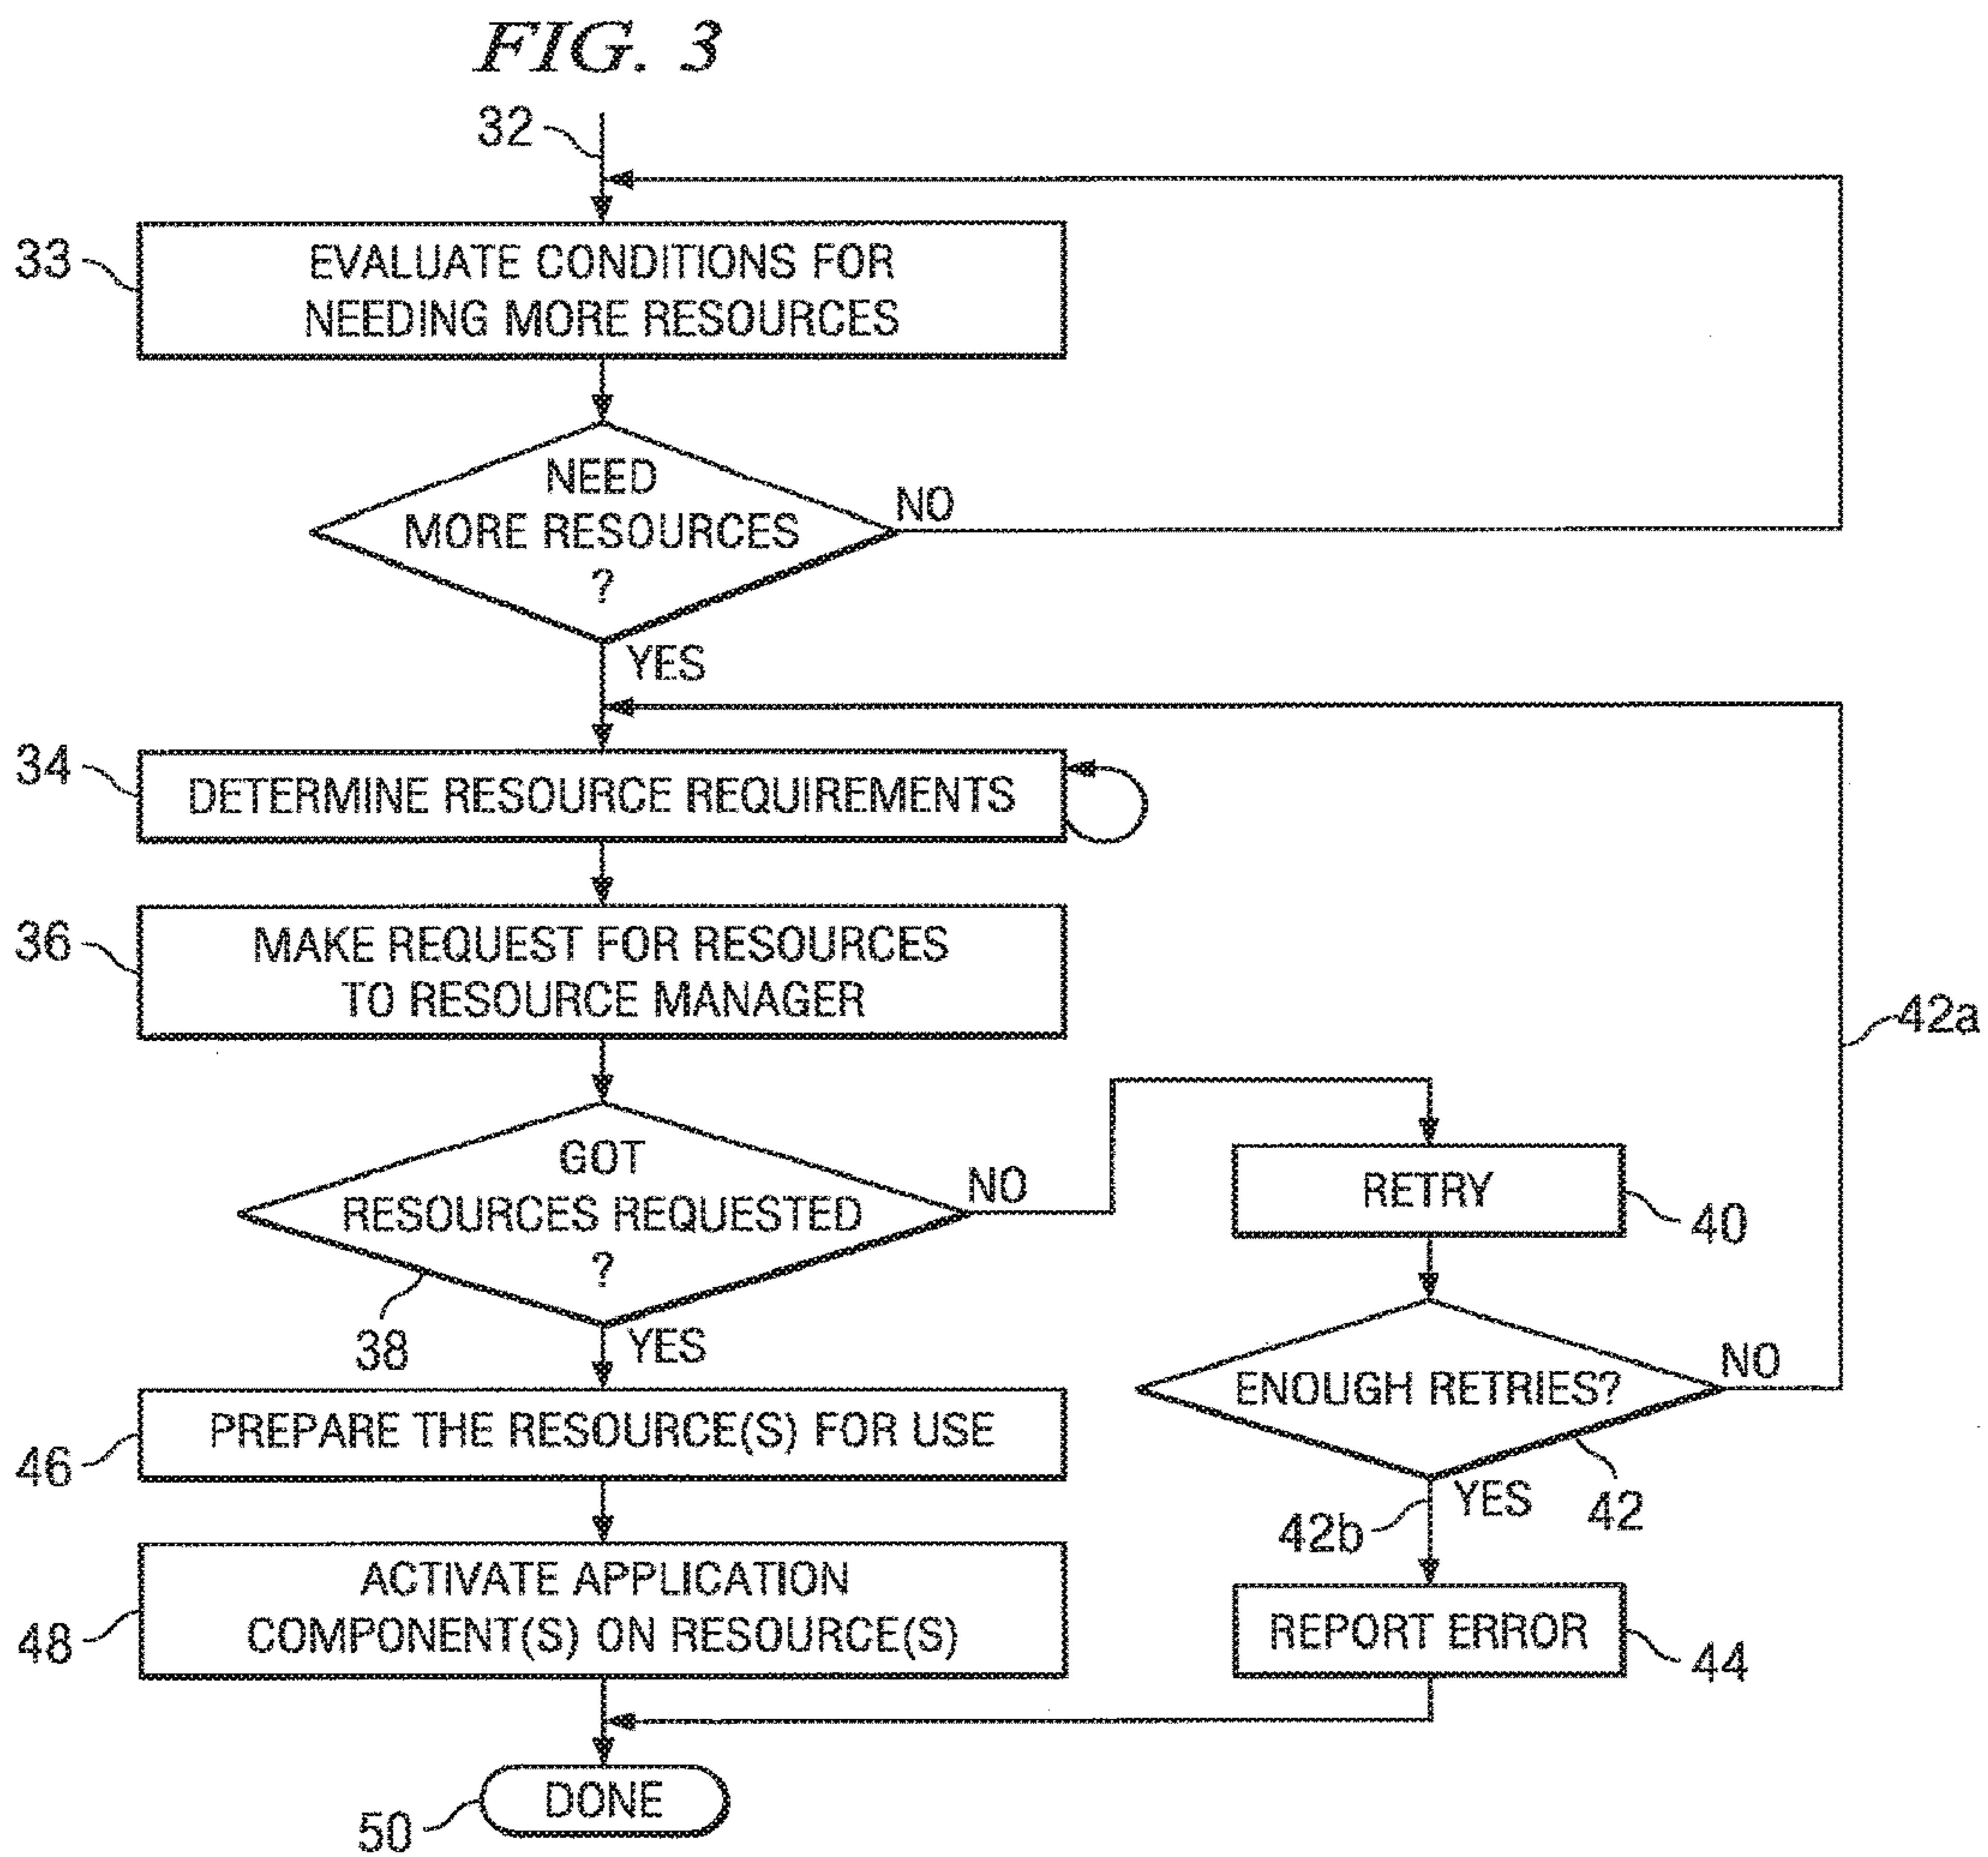 FIG. 3
32
33
EVALUATE CONDITIONS FOR
NEEDING MORE RESOURCES
NEED
MORE RESOURCES
?
NO
YES
34
DETERMINE RESOURCE REQUIREMENTS
36
MAKE REQUEST FOR RESOURCES
TO RESOURCE MANAGER
42a
GOT
RESOURCES REQUESTED
?
NO
38
YES
RETRY
40
ENOUGH RETRIES?
NO
42
42b
YES
46
PREPARE THE RESOURCE(S) FOR USE
48
ACTIVATE APPLICATION
COMPONENT(S) ON RESOURCE(S)
REPORT ERROR
44
50
DONE